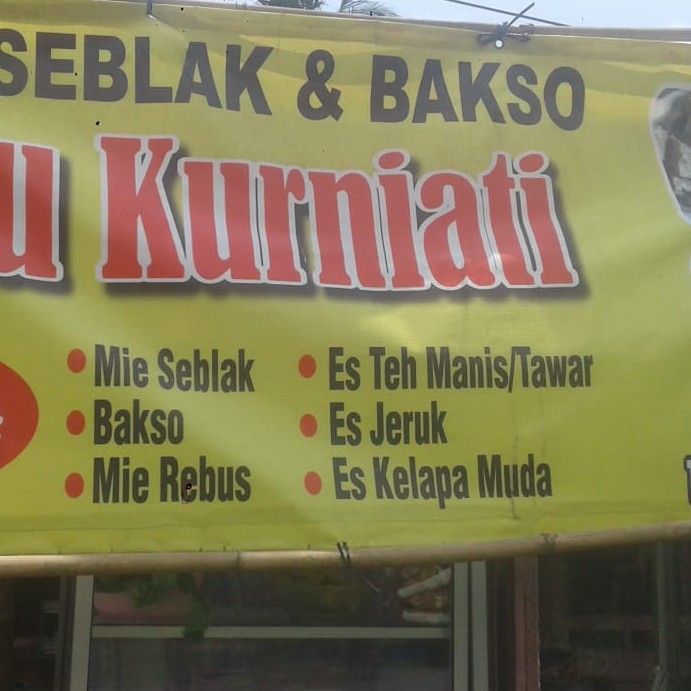 SEBLAK & BAKSO
Kurniati
Mie Seblak
Bakso
Mie Rebus
Es Teh Manis/Tawar
Es Jeruk
Es Kelapa Muda